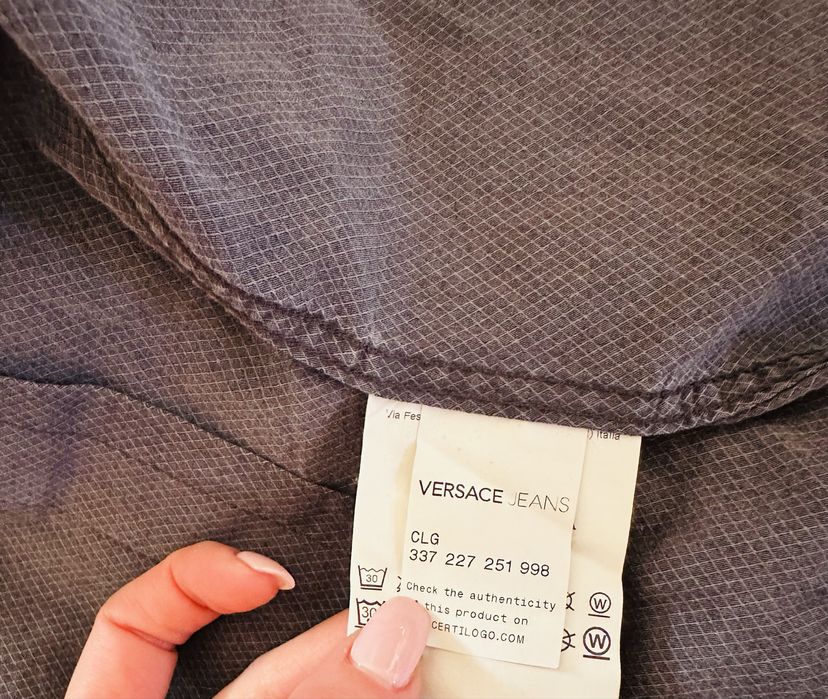 Via Fes
) Italia
VERSACE JEANS
CLG
337 227 251 998
Check the authenticity
this product on
CERTILOGO.COM
30
30
W
W